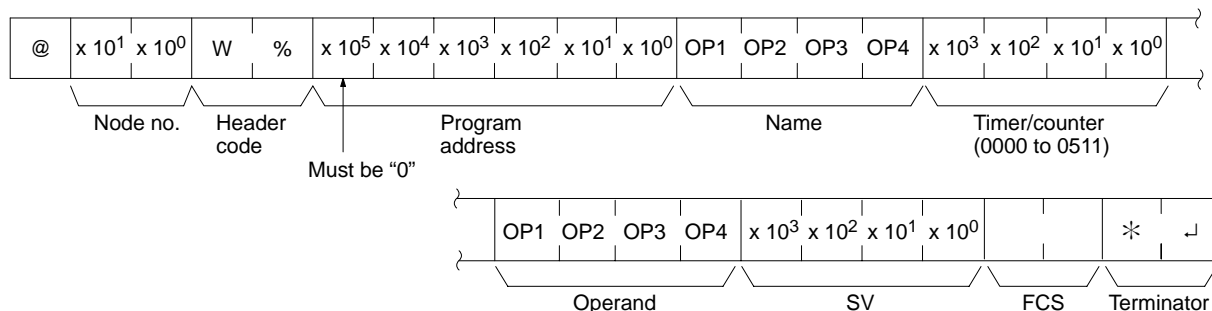 @ x 10¹ x 10⁰ W % x 10⁵ x 10⁴ x 10³ x 10² x 10¹ x 10⁰ OP1 OP2 OP3 OP4 x 10³ x 10² x 10¹ x 10⁰
Node no. Header code Program address Name Timer/counter (0000 to 0511)
Must be “0”
OP1 OP2 OP3 OP4 x 10³ x 10² x 10¹ x 10⁰ * ↵
Operand SV FCS Terminator